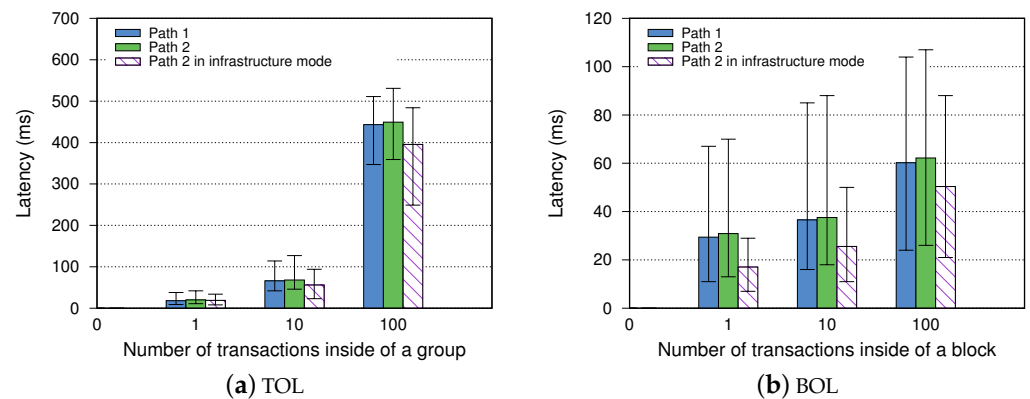 700
600
500
400
300
200
100
0
Latency (ms)
Path 1
Path 2
Path 2 in infrastructure mode
0 1 10 100
Number of transactions inside of a group
(a) TOL
120
100
80
60
40
20
0
Latency (ms)
Path 1
Path 2
Path 2 in infrastructure mode
0 1 10 100
Number of transactions inside of a block
(b) BOL